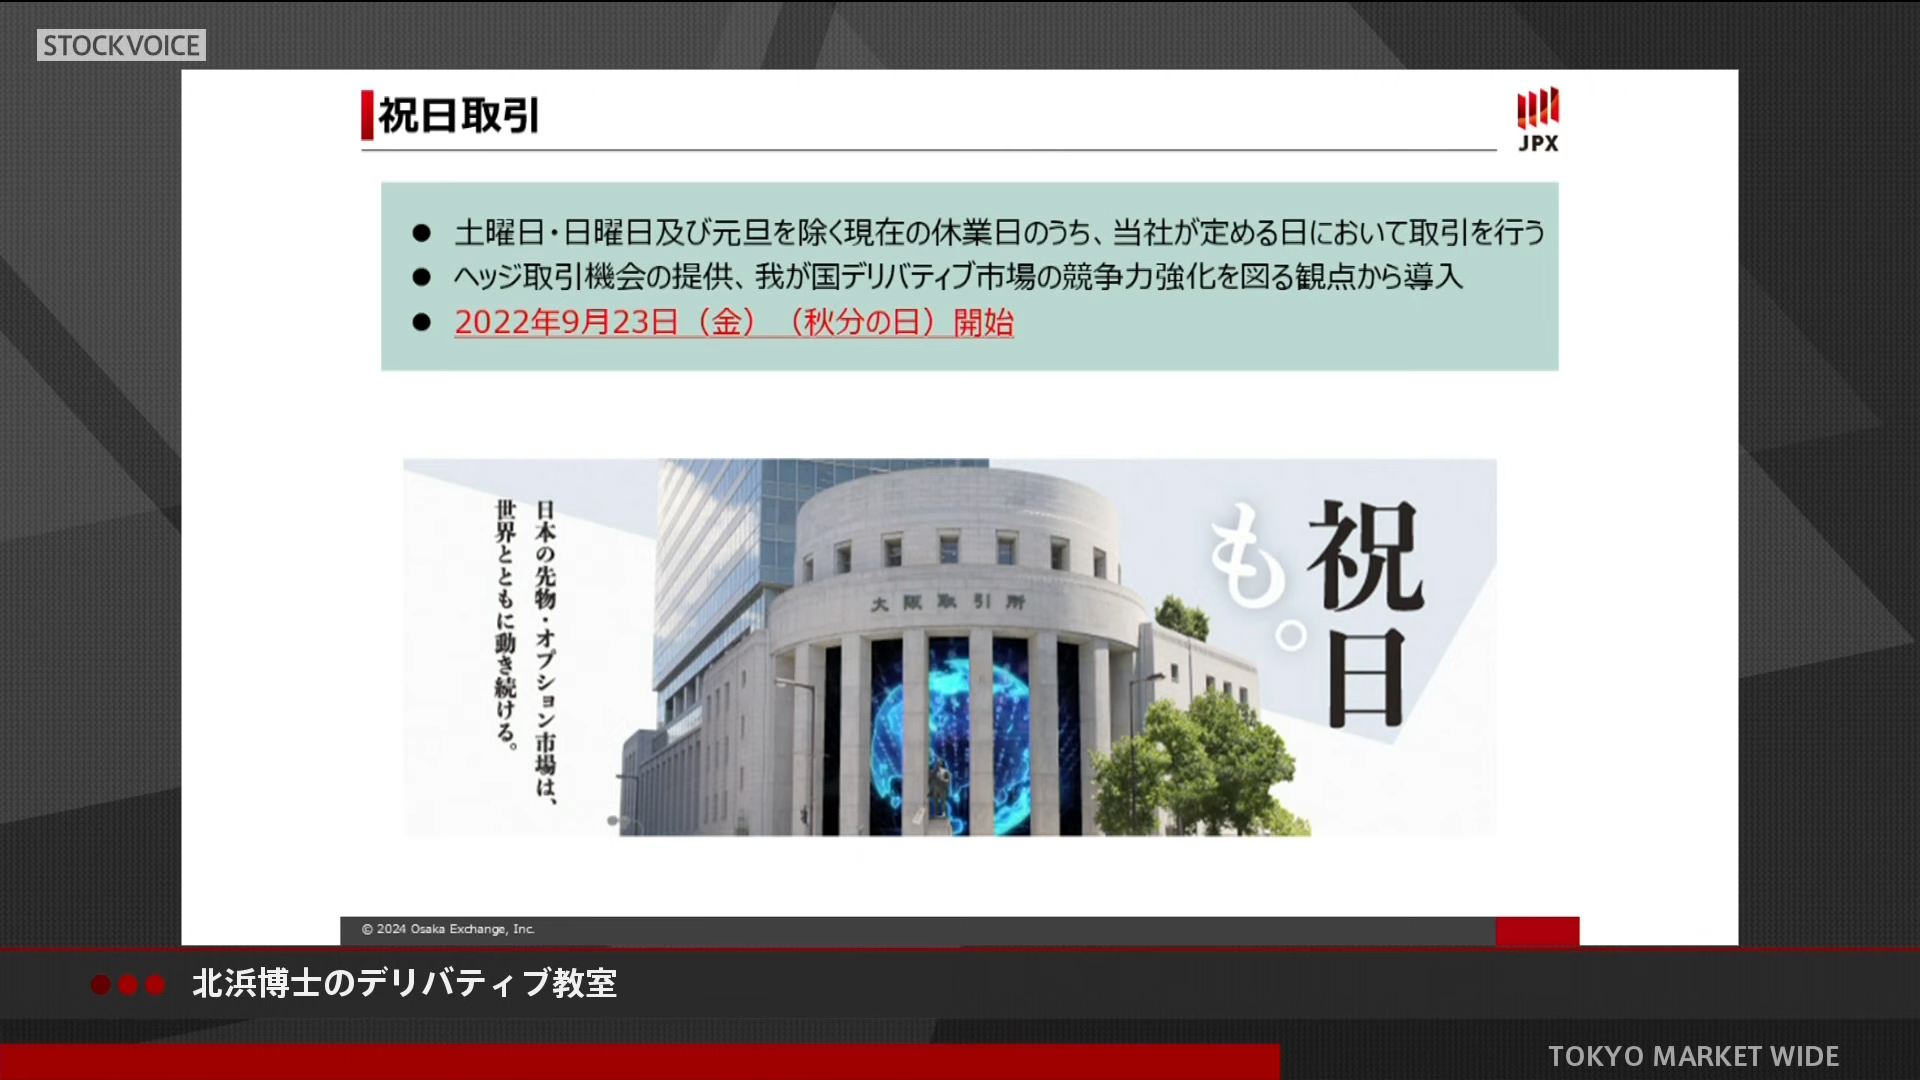 STOCKVOICE
祝日取引
JPX
● 土曜日・日曜日及び元旦を除く現在の休業日のうち、当社が定める日において取引を行う
● ヘッジ取引機会の提供、我が国デリバティブ市場の競争力強化を図る観点から導入
● 2022年9月23日（金）（秋分の日）開始
祝日
も。
大阪取引所
日本の先物・オプション市場は、
世界とともに動き続ける。
© 2024 Osaka Exchange, Inc.
北浜博士のデリバティブ教室
TOKYO MARKET WIDE